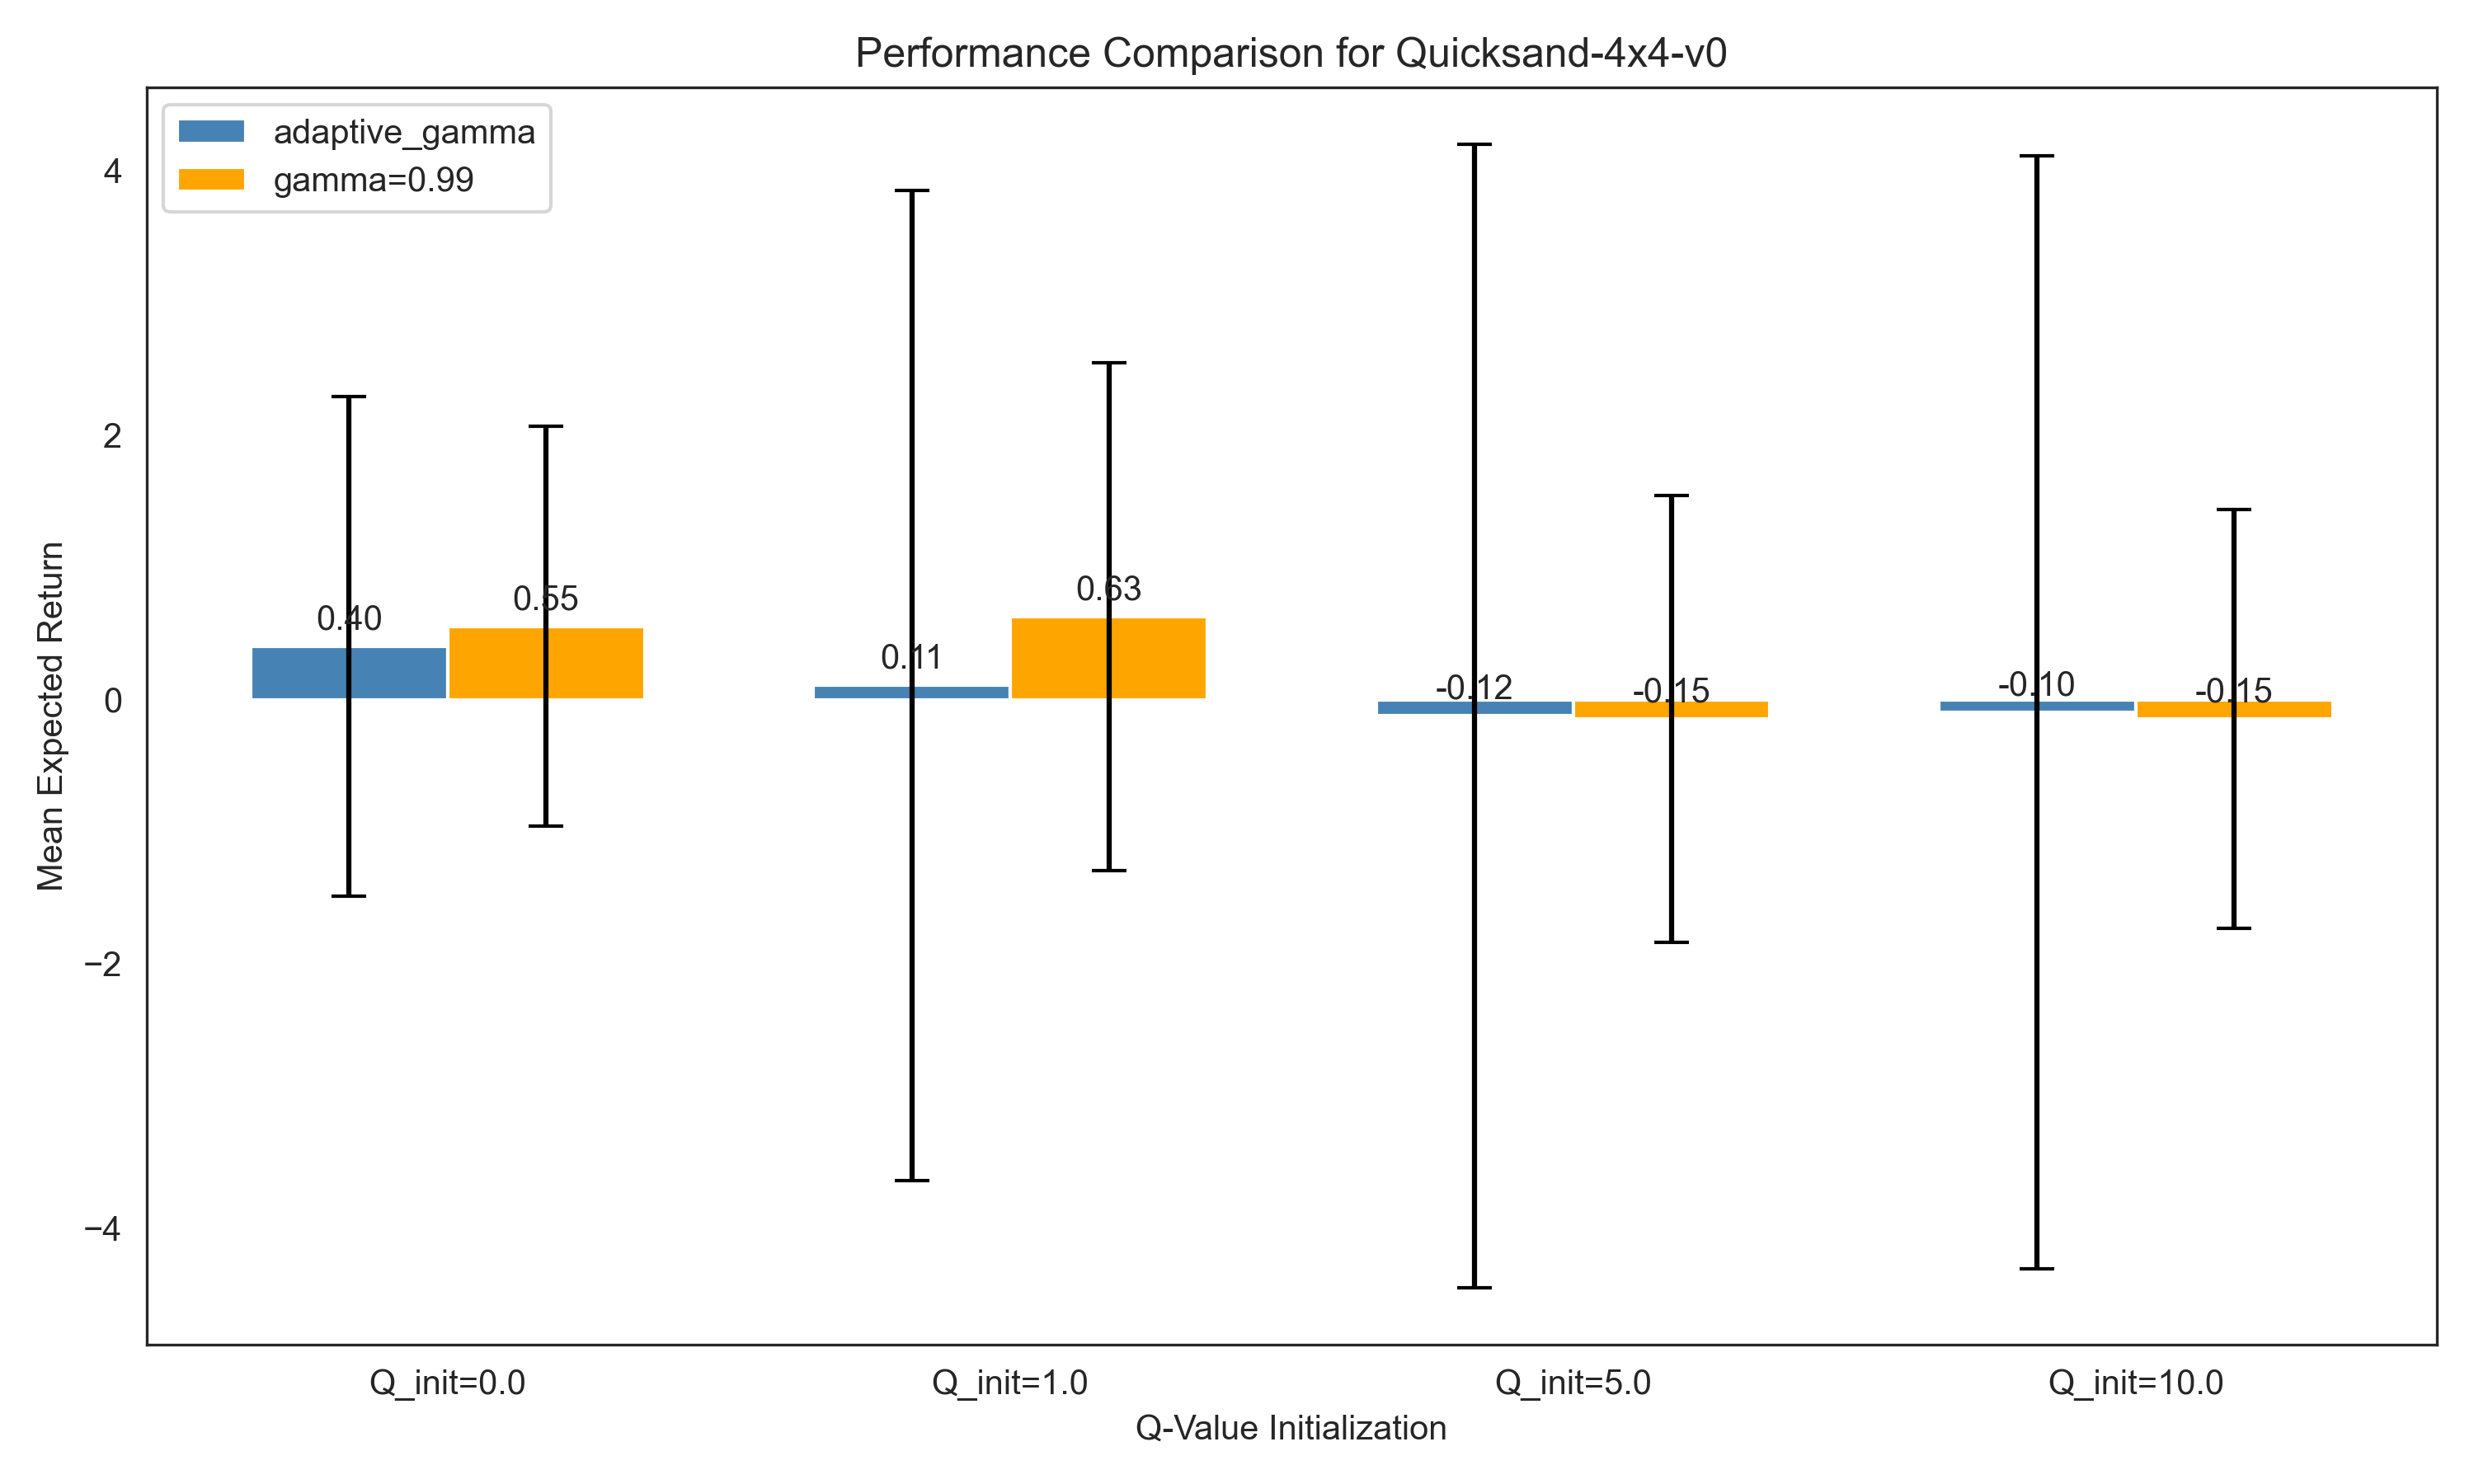 Performance Comparison for Quicksand-4x4-v0
adaptive_gamma
gamma=0.99
4
2
0
−2
−4
Mean Expected Return
0.40
0.55
0.11
0.63
-0.12
-0.15
-0.10
-0.15
Q_init=0.0
Q_init=1.0
Q_init=5.0
Q_init=10.0
Q-Value Initialization